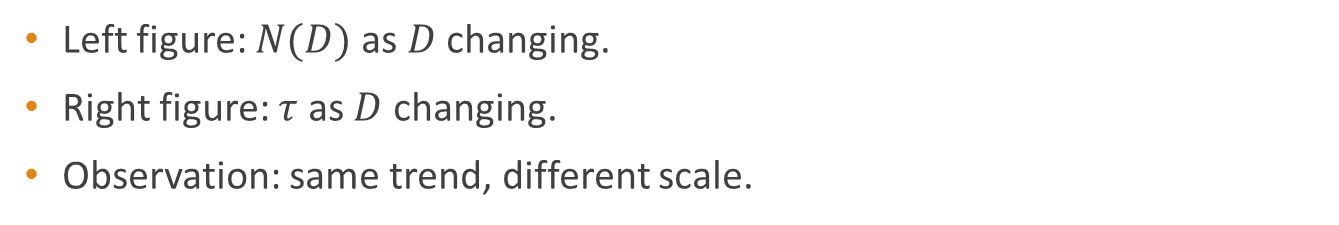 • Left figure: N(D) as D changing.
• Right figure: τ as D changing.
• Observation: same trend, different scale.